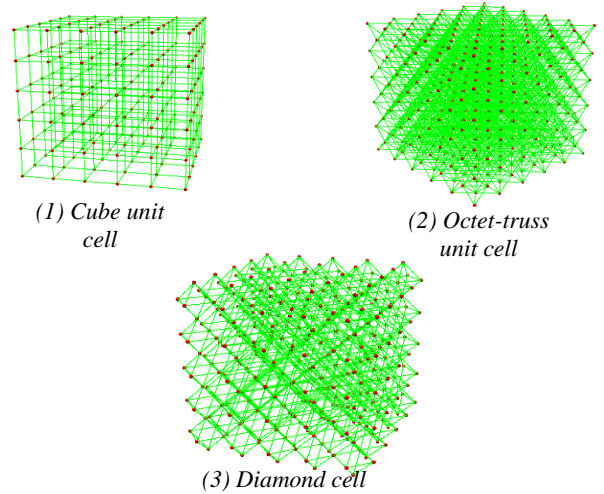 (1) Cube unit
cell
(2) Octet-truss
unit cell
(3) Diamond cell